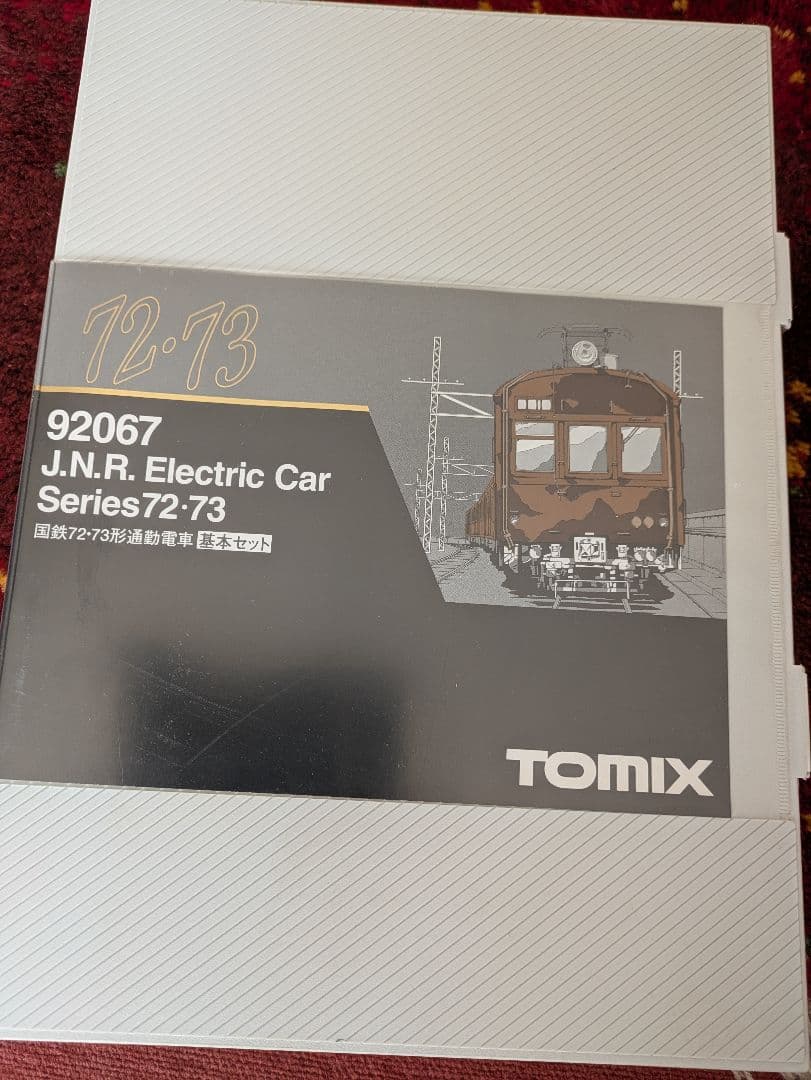 72・73
92067
J.N.R. Electric Car
Series72・73
国鉄72・73形通勤電車 基本セット
TOMIX